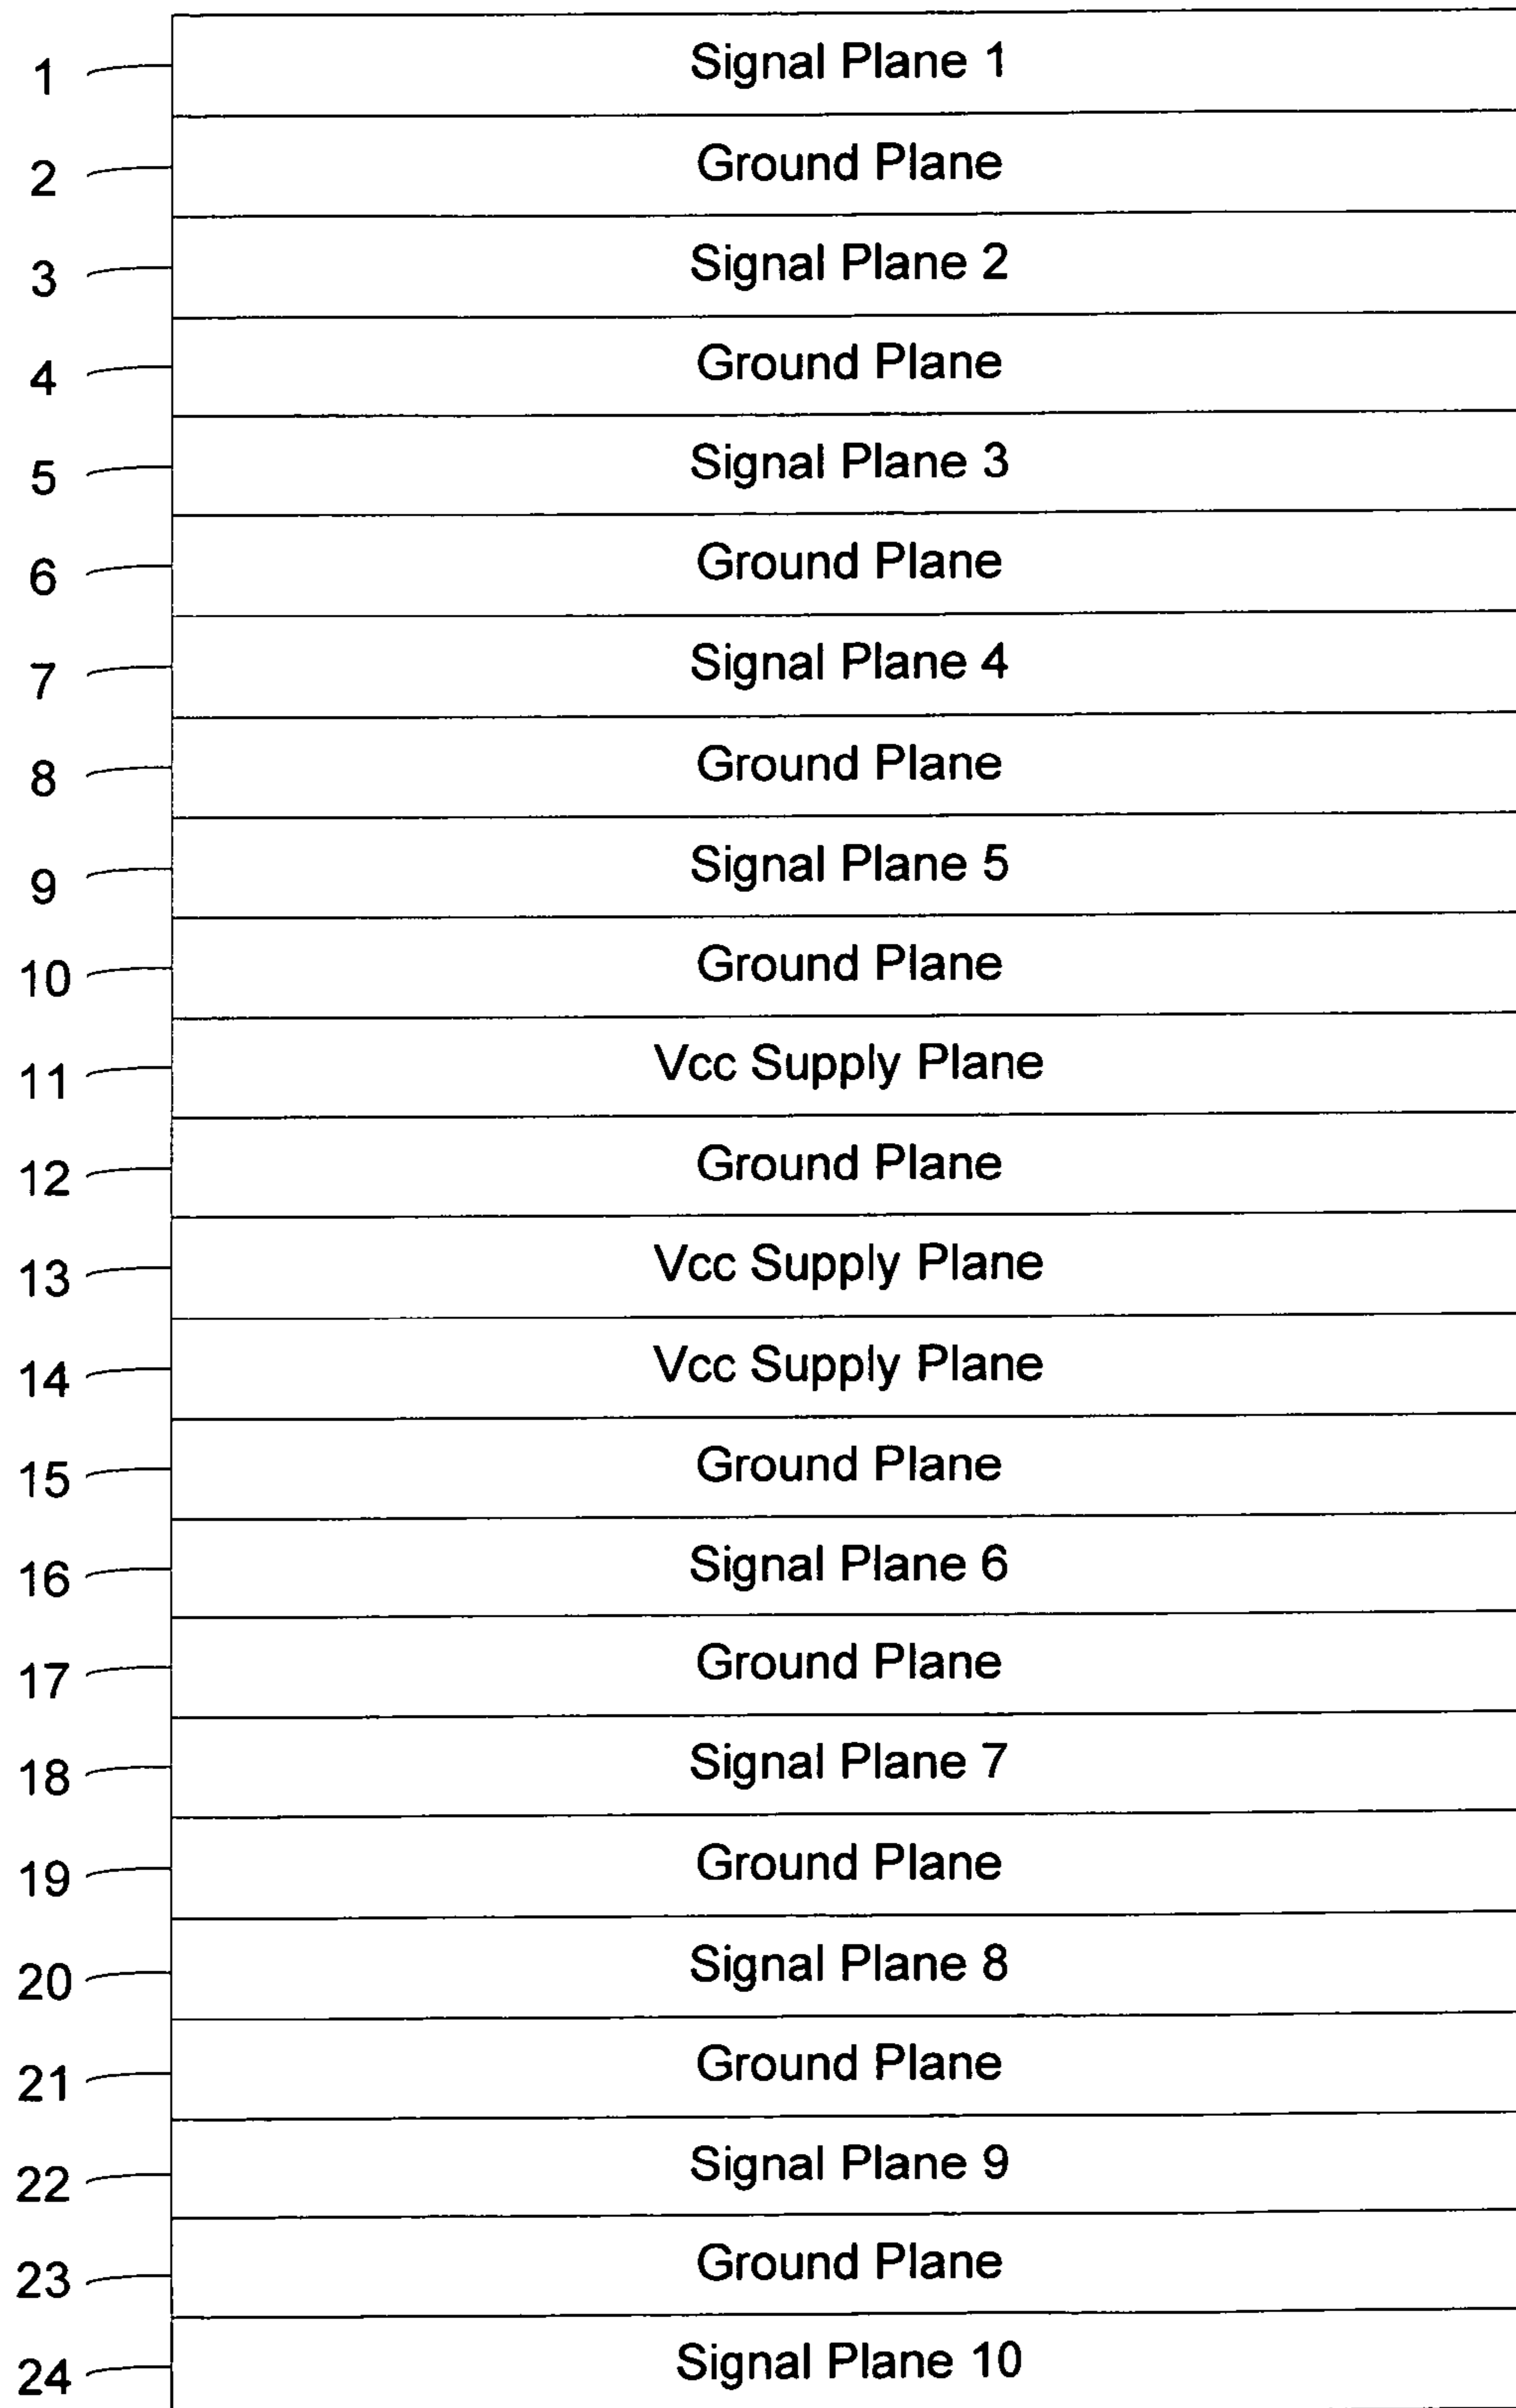 1 Signal Plane 1
2 Ground Plane
3 Signal Plane 2
4 Ground Plane
5 Signal Plane 3
6 Ground Plane
7 Signal Plane 4
8 Ground Plane
9 Signal Plane 5
10 Ground Plane
11 Vcc Supply Plane
12 Ground Plane
13 Vcc Supply Plane
14 Vcc Supply Plane
15 Ground Plane
16 Signal Plane 6
17 Ground Plane
18 Signal Plane 7
19 Ground Plane
20 Signal Plane 8
21 Ground Plane
22 Signal Plane 9
23 Ground Plane
24 Signal Plane 10